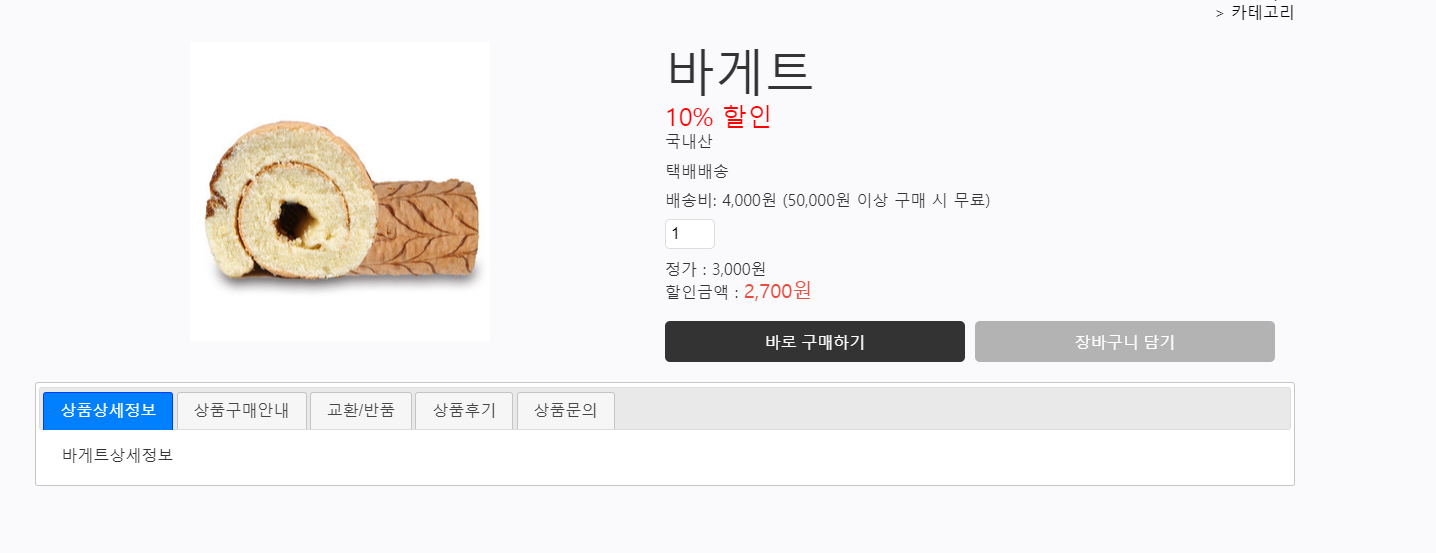 > 카테고리
바게트
10% 할인
국내산
택배배송
배송비: 4,000원 (50,000원 이상 구매 시 무료)
1
정가 : 3,000원
할인금액 : 2,700원
바로 구매하기 장바구니 담기
상품상세정보 상품구매안내 교환/반품 상품후기 상품문의
바게트상세정보